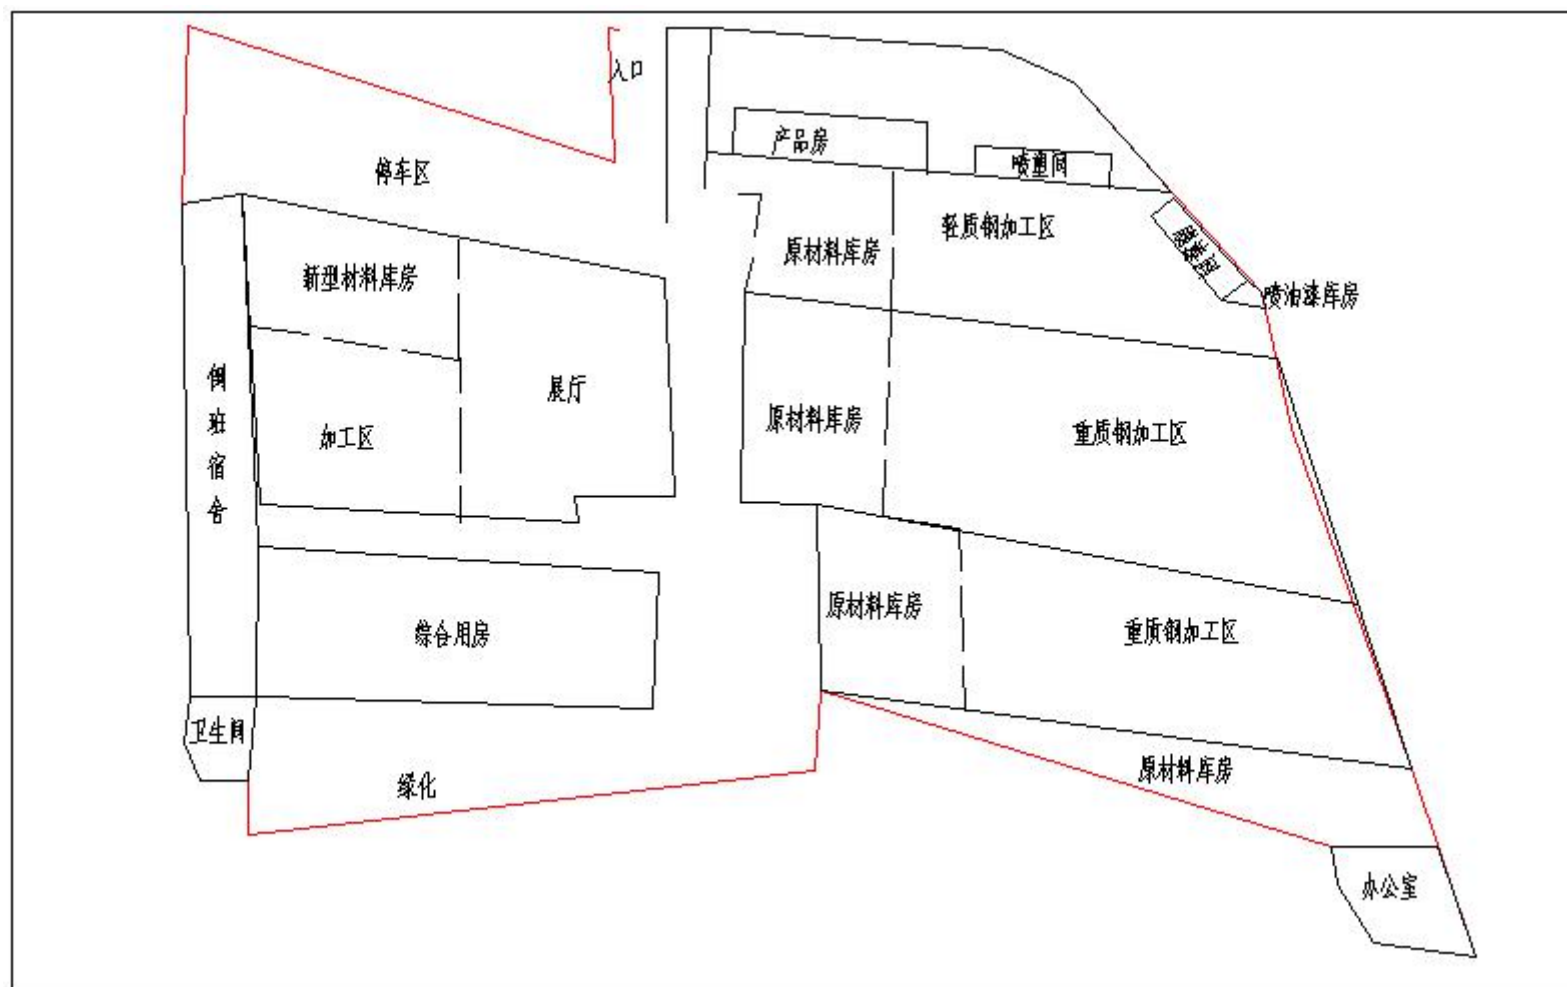 入口
产品房
喷塑间
停车区
轻质钢加工区
原材料库房
新型材料库房
喷漆间
喷油漆库房
展厅
倒班宿舍
加工区
原材料库房
重质钢加工区
原材料库房
综合用房
重质钢加工区
卫生间
绿化
原材料库房
办公室